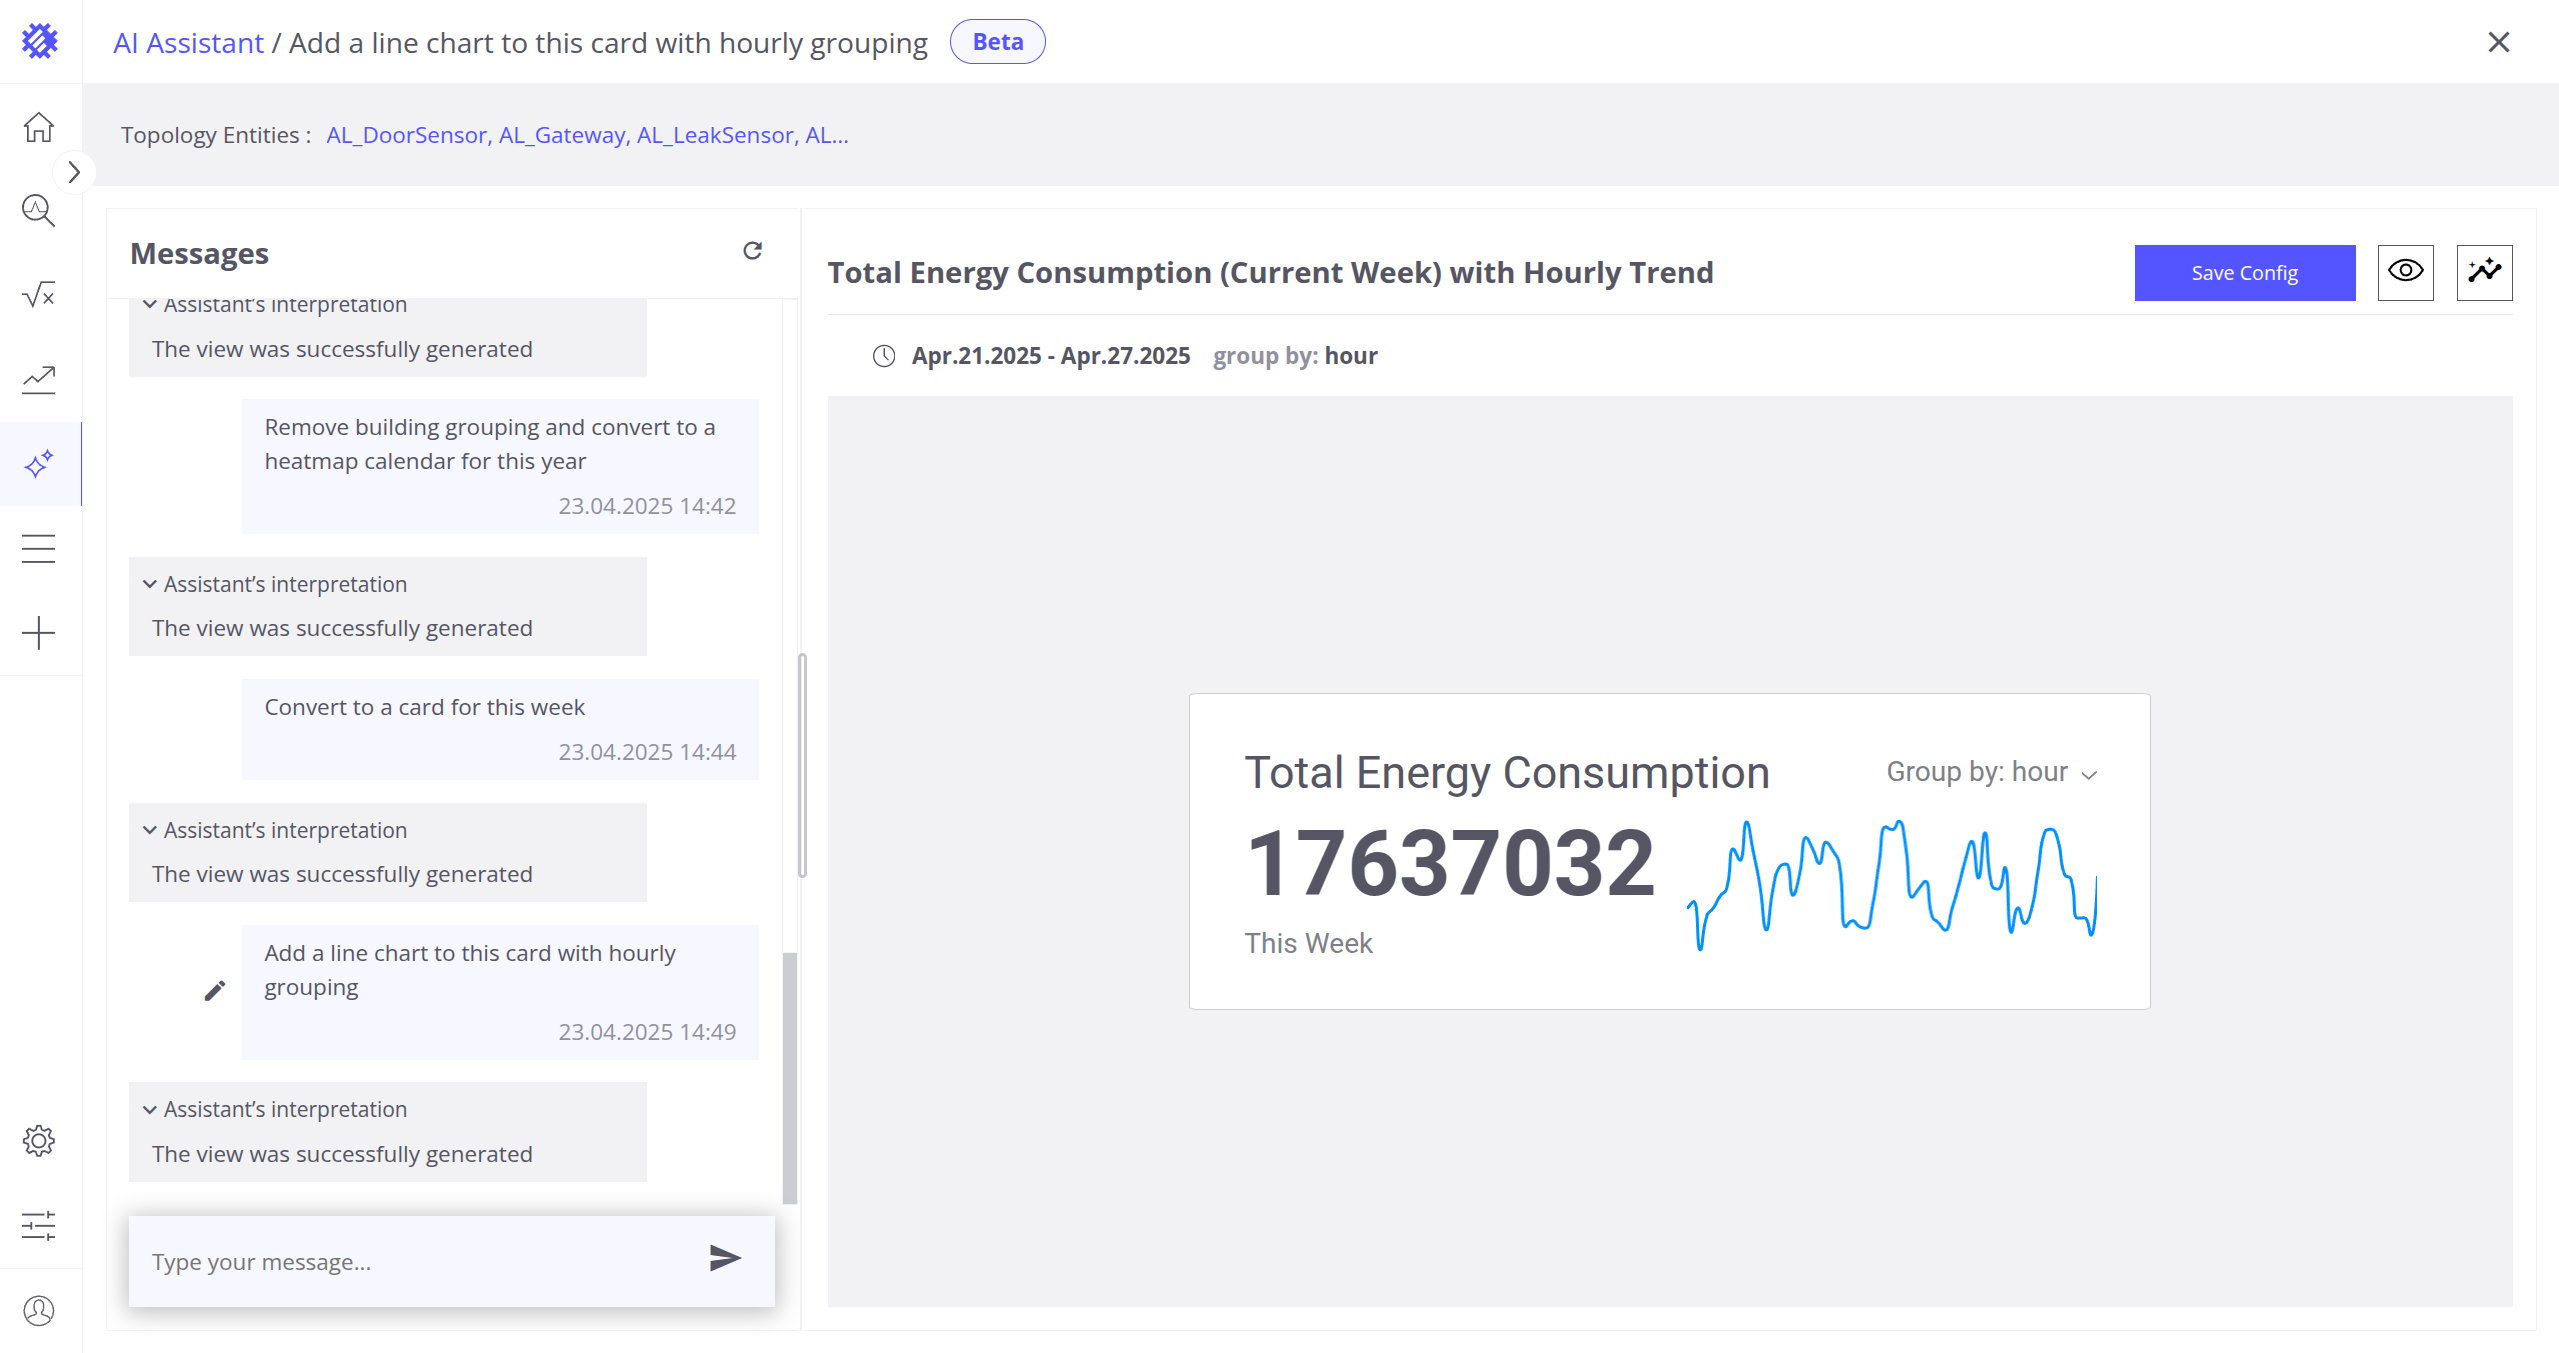 AI Assistant / Add a line chart to this card with hourly grouping
Beta
Topology Entities : AL_DoorSensor, AL_Gateway, AL_LeakSensor, AL...
Messages
Assistant's interpretation
The view was successfully generated
Remove building grouping and convert to a
heatmap calendar for this year
23.04.2025 14:42
Assistant's interpretation
The view was successfully generated
Convert to a card for this week
23.04.2025 14:44
Assistant's interpretation
The view was successfully generated
Add a line chart to this card with hourly
grouping
23.04.2025 14:49
Assistant's interpretation
The view was successfully generated
Type your message...
Total Energy Consumption (Current Week) with Hourly Trend
Save Config
Apr.21.2025 - Apr.27.2025 group by: hour
Total Energy Consumption
Group by: hour
17637032
This Week